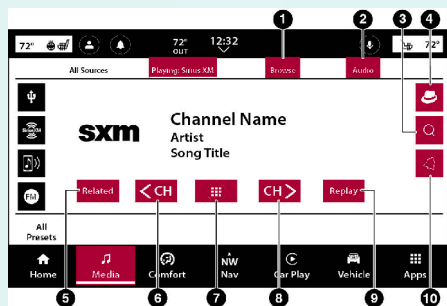 1 2 3 4
72° 72° OUT 12:32 72°
All Sources Playing: Sirius XM Browse Audio
SiriusXM
sxm
Channel Name
Artist
Song Title
FM
Related <CH CH> Replay
All Presets
Home Media Comfort NW Nav Car Play Vehicle Apps
5 6 7 8 9 10